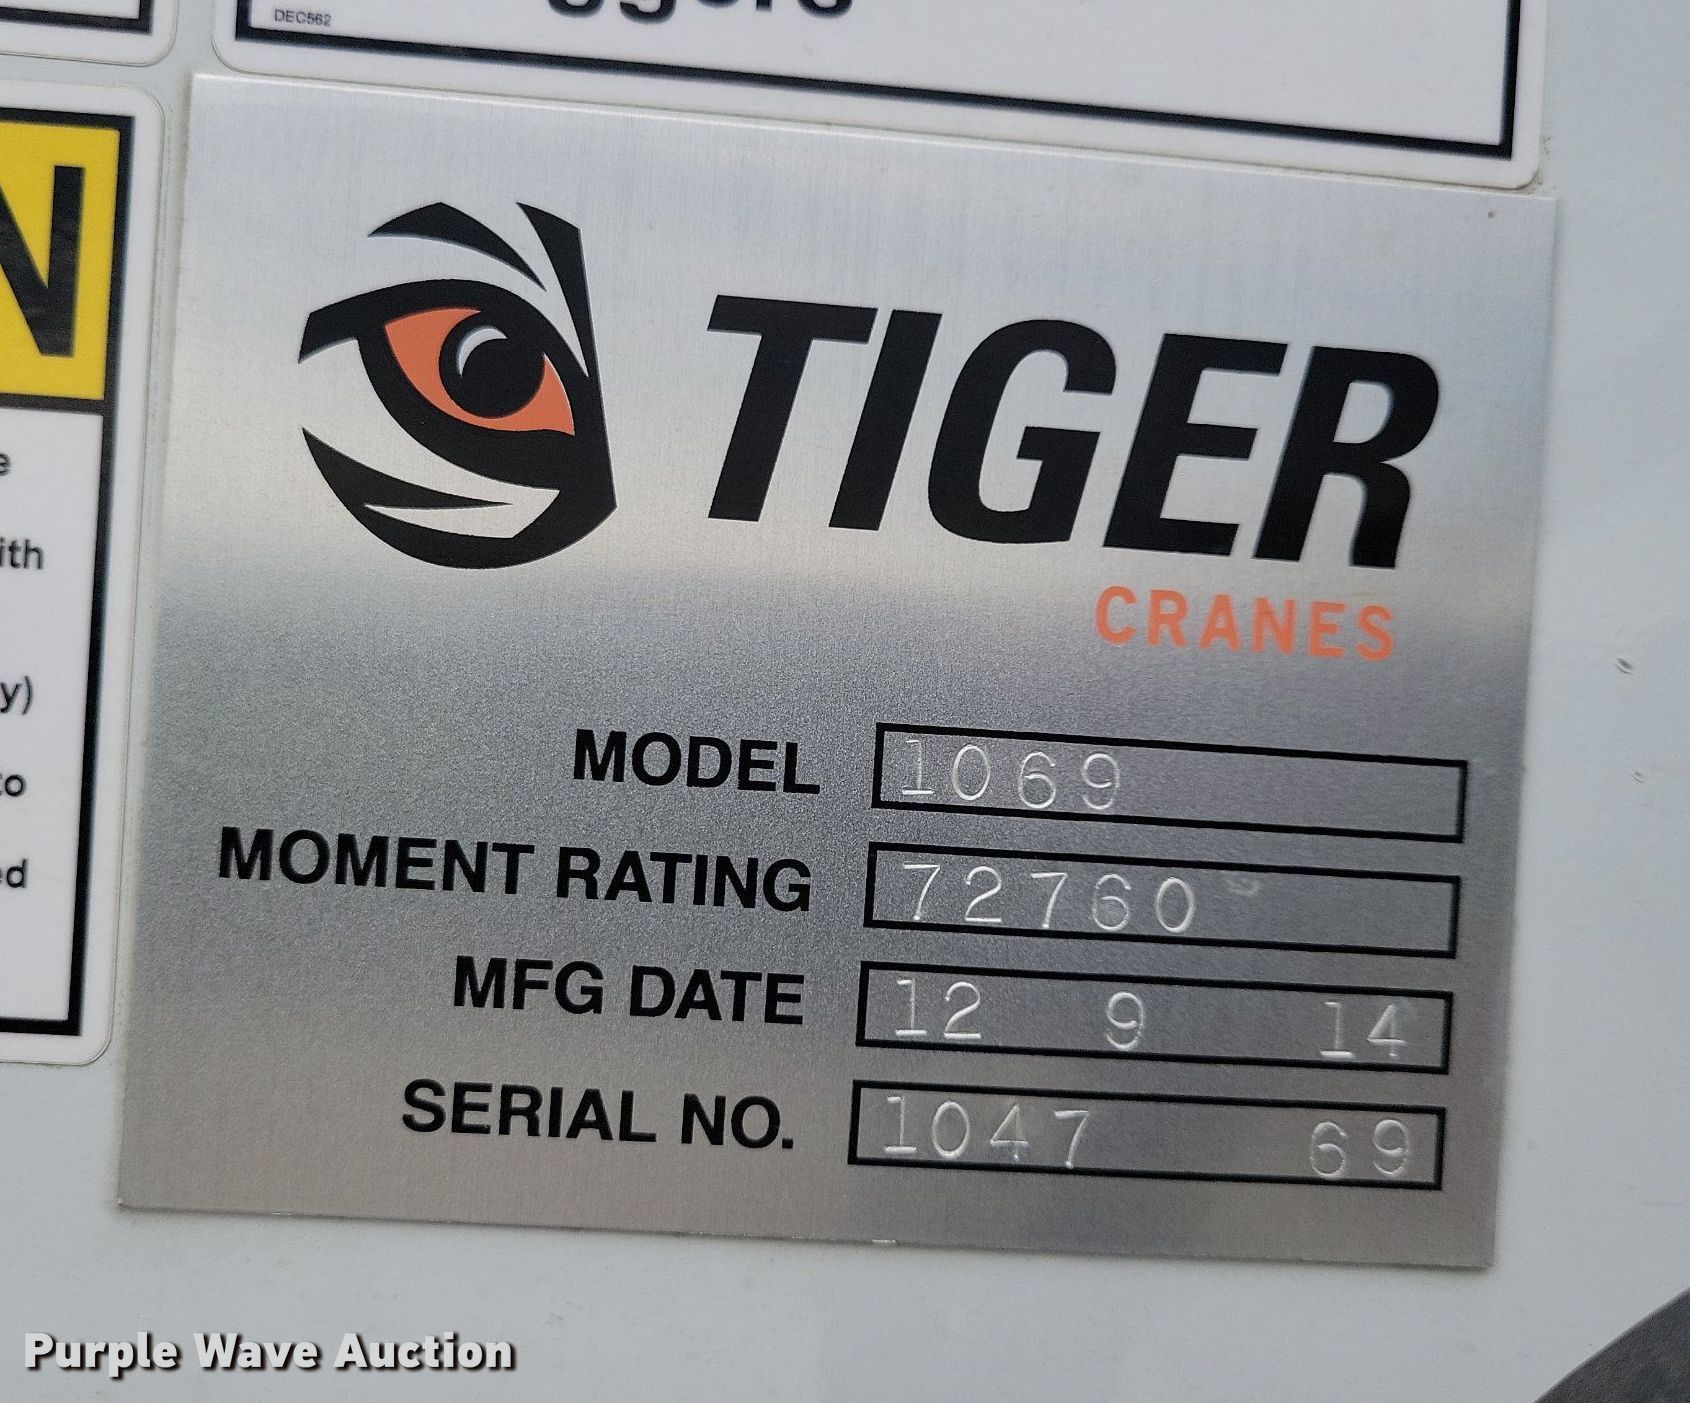 DEC562
N
TIGER
CRANES
ith
y)
to
ed
MODEL 1069
MOMENT RATING 72760
MFG DATE 12 9 14
SERIAL NO. 1047 69
Purple Wave Auction